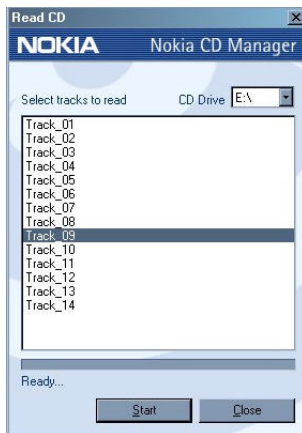 Read CD
NOKIA Nokia CD Manager
Select tracks to read CD Drive E:\
Track_01
Track_02
Track_03
Track_04
Track_05
Track_06
Track_07
Track_08
Track_09
Track_10
Track_11
Track_12
Track_13
Track_14
Ready...
Start Close